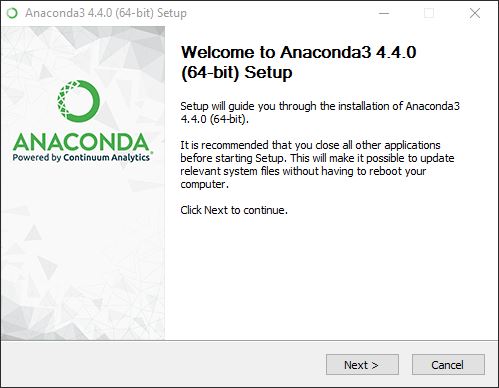 Anaconda3 4.4.0 (64-bit) Setup
Welcome to Anaconda3 4.4.0
(64-bit) Setup
Setup will guide you through the installation of Anaconda3
4.4.0 (64-bit).
It is recommended that you close all other applications
before starting Setup. This will make it possible to update
relevant system files without having to reboot your
computer.
Click Next to continue.
ANACONDA
Powered by Continuum Analytics
Next >
Cancel